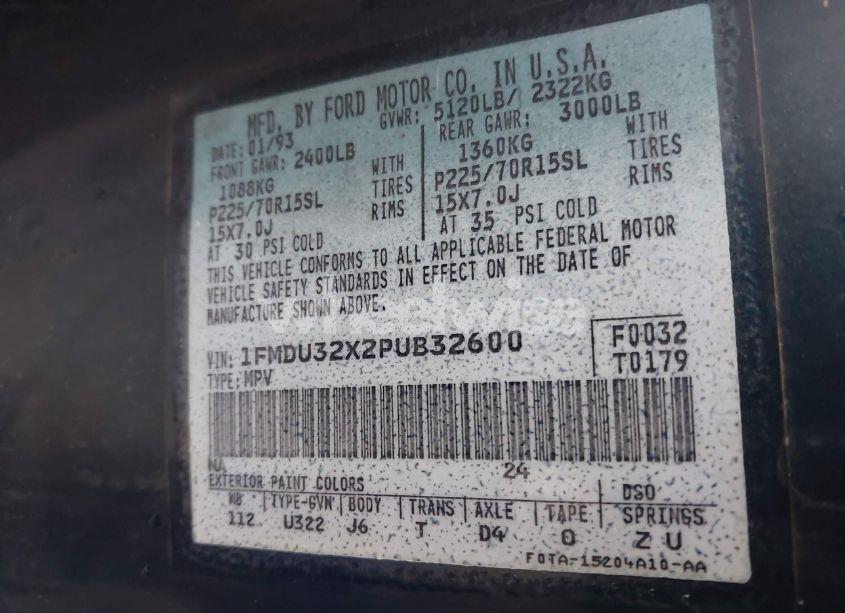 MFD. BY FORD MOTOR CO. IN U.S.A.
DATE: 01/93 GVWR: 5120LB/ 2322KG
FRONT GAWR: 2400LB REAR GAWR: 3000LB
1088KG WITH 1360KG WITH
P225/70R15SL TIRES P225/70R15SL TIRES
15X7.0J RIMS 15X7.0J RIMS
AT 30 PSI COLD AT 35 PSI COLD
THIS VEHICLE CONFORMS TO ALL APPLICABLE FEDERAL MOTOR
VEHICLE SAFETY STANDARDS IN EFFECT ON THE DATE OF
MANUFACTURE SHOWN ABOVE.
VIN: 1FMDU32X2PUB32600 F0032
TYPE: MPV T0179
NA 24
EXTERIOR PAINT COLORS DSO
WB TYPE-GVW BODY TRANS AXLE TAPE SPRINGS
112 U322 J6 T D4 O Z U
F0TA-15204A10-AA